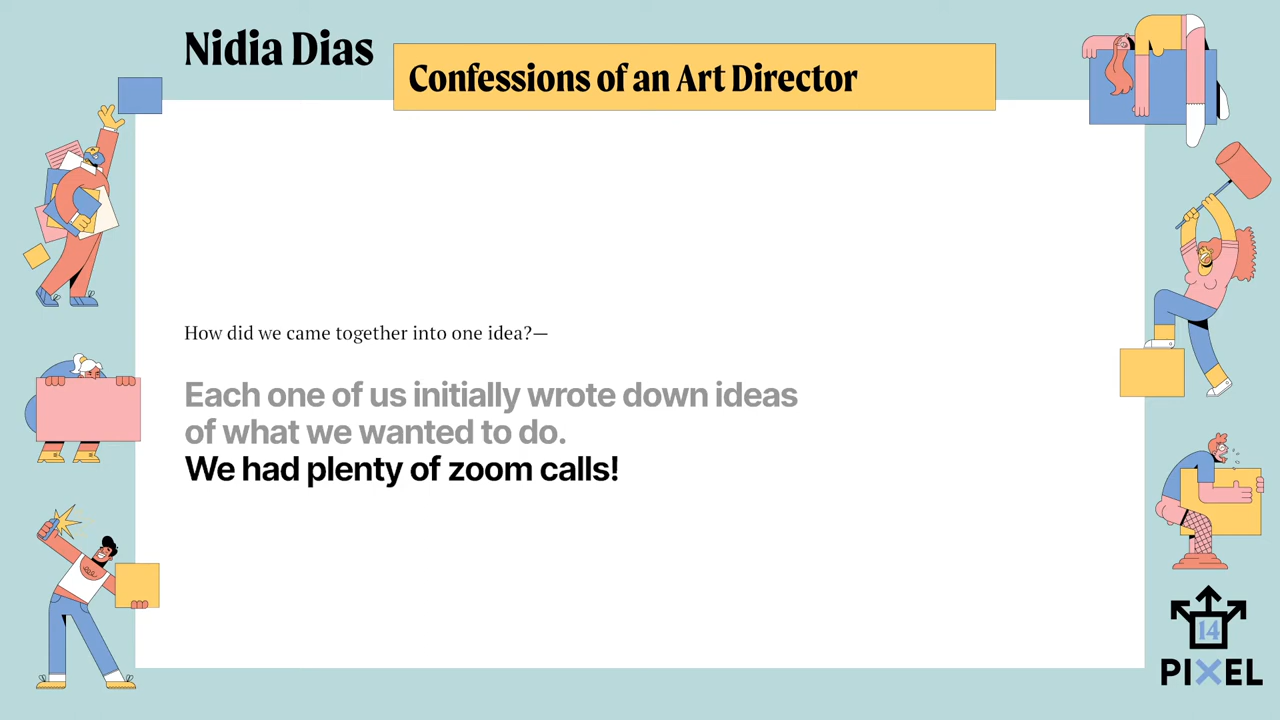 Nidia Dias
Confessions of an Art Director
How did we came together into one idea?—
Each one of us initially wrote down ideas
of what we wanted to do.
We had plenty of zoom calls!
14
PIXEL